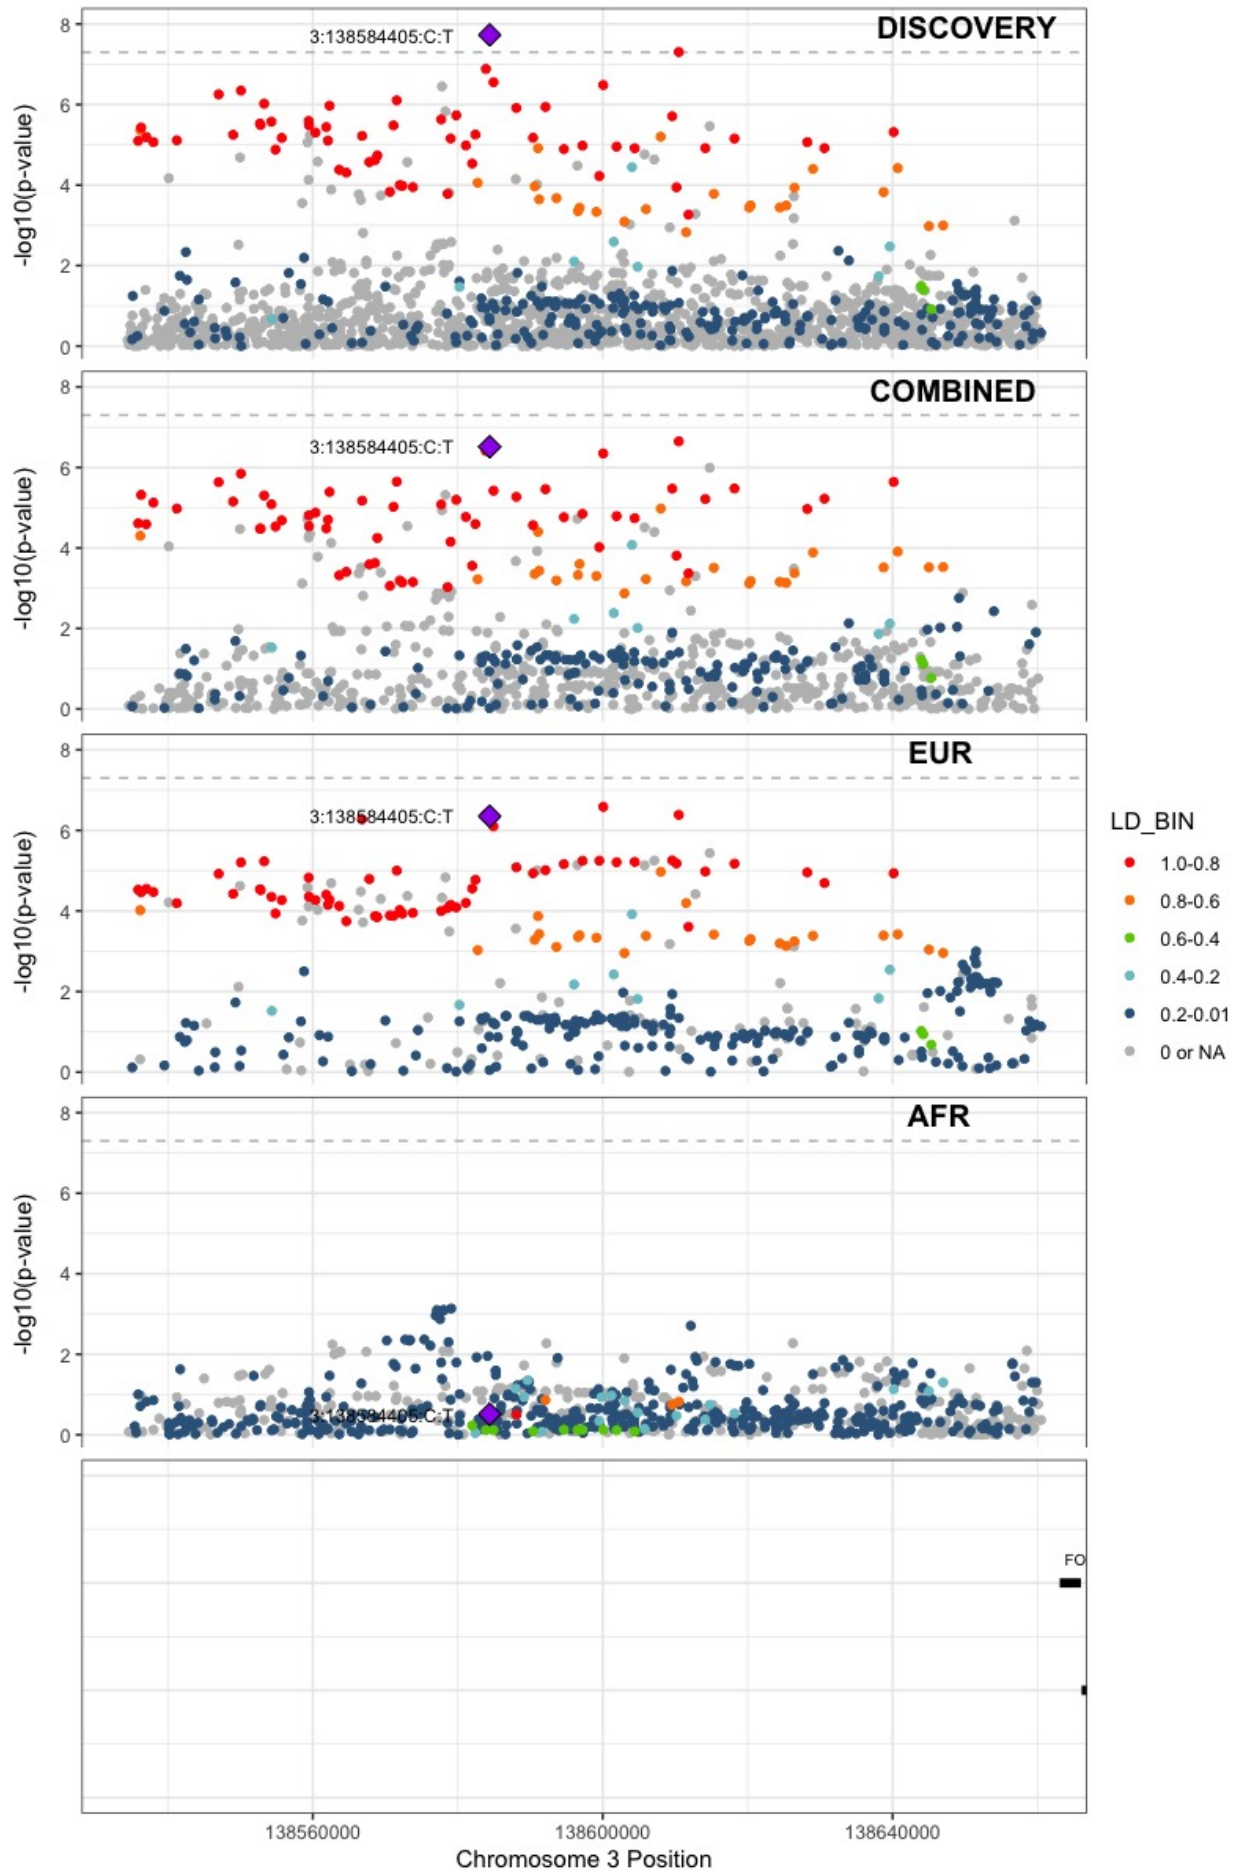 DISCOVERY
3:138584405:C:T
8
6
4
2
0
-log10(p-value)
COMBINED
3:138584405:C:T
8
6
4
2
0
-log10(p-value)
EUR
3:138584405:C:T
8
6
4
2
0
-log10(p-value)
LD_BIN
1.0-0.8
0.8-0.6
0.6-0.4
0.4-0.2
0.2-0.01
0 or NA
AFR
3:138584405:C:T
8
6
4
2
0
-log10(p-value)
FO
138560000 138600000 138640000
Chromosome 3 Position